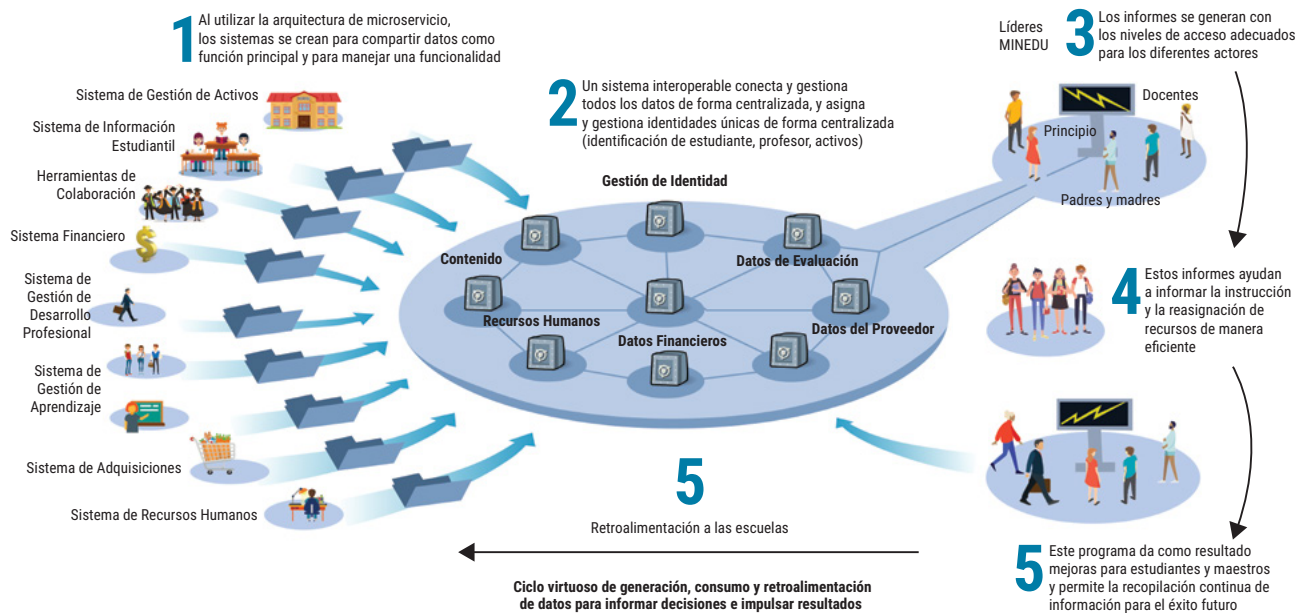 1
Al utilizar la arquitectura de microservicio,
los sistemas se crean para compartir datos como
función principal y para manejar una funcionalidad
Sistema de Gestión de Activos
Sistema de Información
Estudiantil
Herramientas de
Colaboración
Sistema Financiero
Sistema de
Gestión de
Desarrollo
Profesional
Sistema de
Gestión de
Aprendizaje
Sistema de Adquisiciones
Sistema de Recursos Humanos
2
Un sistema interoperable conecta y gestiona
todos los datos de forma centralizada, y asigna
y gestiona identidades únicas de forma centralizada
(identificación de estudiante, profesor, activos)
Gestión de Identidad
Contenido
Datos de Evaluación
Recursos Humanos
Datos Financieros
Datos del Proveedor
Líderes
MINEDU
3
Los informes se generan con
los niveles de acceso adecuados
para los diferentes actores
Docentes
Principio
Padres y madres
4
Estos informes ayudan
a informar la instrucción
y la reasignación de
recursos de manera
eficiente
5
Este programa da como resultado
mejoras para estudiantes y maestros
y permite la recopilación continua de
información para el éxito futuro
5
Retroalimentación a las escuelas
Ciclo virtuoso de generación, consumo y retroalimentación
de datos para informar decisiones e impulsar resultados